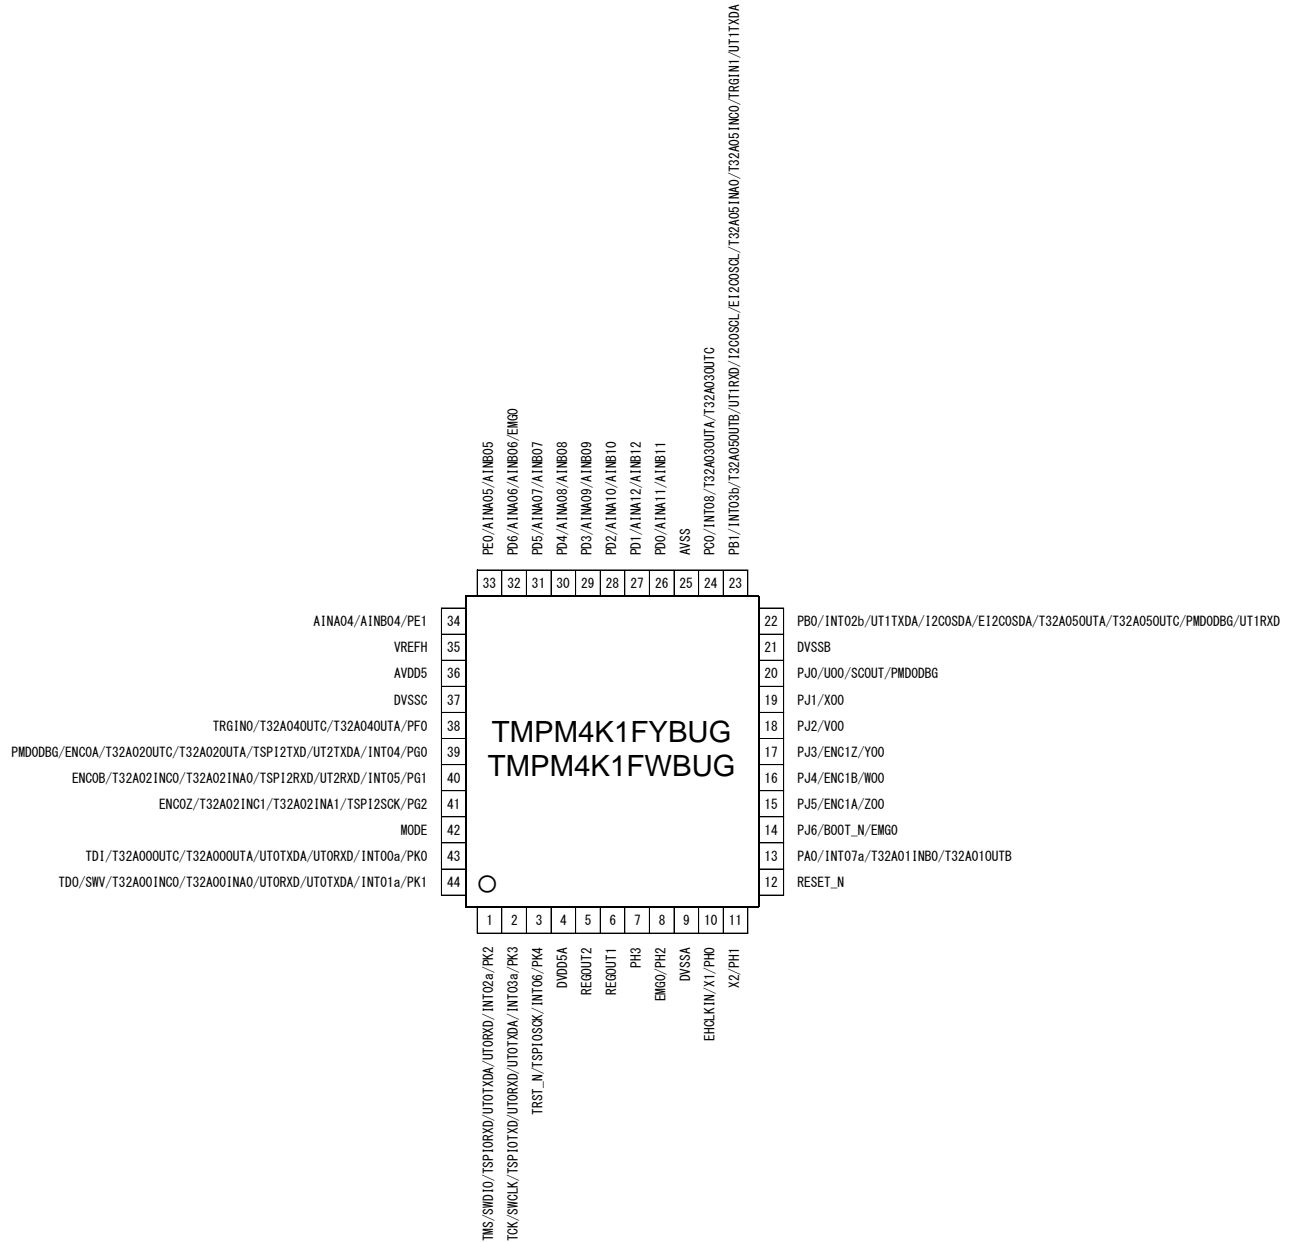 PB1/INT03b/T32A05OUTB/UT1RXD/I2C0SCL/EI2C0SCL/T32A05INA0/T32A05INC0/TRGIN1/UT1TXDA
PC0/INT08/T32A03OUTA/T32A03OUTC
AVSS
PD0/AINA11/AINB11
PD1/AINA12/AINB12
PD2/AINA10/AINB10
PD3/AINA09/AINB09
PD4/AINA08/AINB08
PD5/AINA07/AINB07
PD6/AINA06/AINB06/EMG0
PE0/AINA05/AINB05
33 32 31 30 29 28 27 26 25 24 23
AINA04/AINB04/PE1 34
VREFH 35
AVDD5 36
DVSSC 37
TRGIN0/T32A04OUTC/T32A04OUTA/PF0 38
PMD0DBG/ENC0A/T32A02OUTC/T32A02OUTA/TSPI2TXD/UT2TXDA/INT04/PG0 39
ENC0B/T32A02INC0/T32A02INA0/TSPI2RXD/UT2RXD/INT05/PG1 40
ENC0Z/T32A02INC1/T32A02INA1/TSPI2SCK/PG2 41
MODE 42
TDI/T32A00OUTC/T32A00OUTA/UT0TXDA/UT0RXD/INT00a/PK0 43
TDO/SWV/T32A00INC0/T32A00INA0/UT0RXD/UT0TXDA/INT01a/PK1 44
TMPM4K1FYBUG
TMPM4K1FWBUG
22 PB0/INT02b/UT1TXDA/I2C0SDA/EI2C0SDA/T32A05OUTA/T32A05OUTC/PMD0DBG/UT1RXD
21 DVSSB
20 PJ0/UO0/SCOUT/PMD0DBG
19 PJ1/XO0
18 PJ2/VO0
17 PJ3/ENC1Z/YO0
16 PJ4/ENC1B/WO0
15 PJ5/ENC1A/ZO0
14 PJ6/BOOT_N/EMG0
13 PA0/INT07a/T32A01INB0/T32A01OUTB
12 RESET_N
1 2 3 4 5 6 7 8 9 10 11
TMS/SWDIO/TSPI0RXD/UT0TXDA/UT0RXD/INT02a/PK2
TCK/SWCLK/TSPI0TXD/UT0RXD/UT0TXDA/INT03a/PK3
TRST_N/TSPI0SCK/INT06/PK4
DVDD5A
REGOUT2
REGOUT1
PH3
EMG0/PH2
DVSSA
EHCLKIN/X1/PH0
X2/PH1